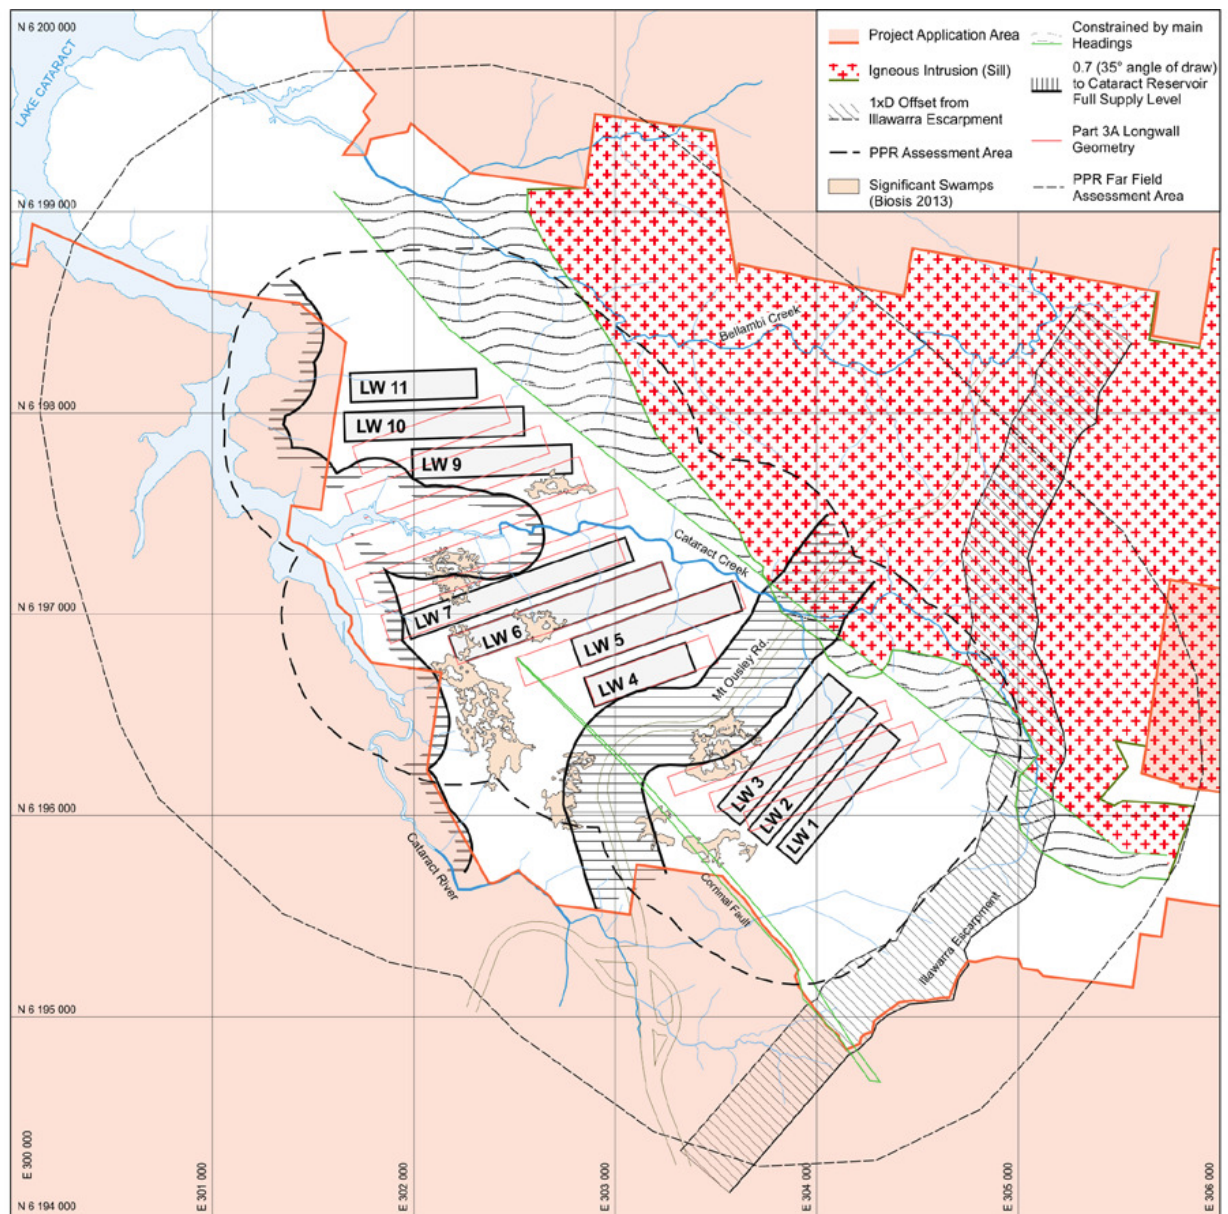 N 6 200 000
LAKE CATARACT
Project Application Area
Igneous Intrusion (Sill)
1xD Offset from
Illawarra Escarpment
PPR Assessment Area
Significant Swamps
(Biosis 2013)
Constrained by main
Headings
0.7 (35° angle of draw)
to Cataract Reservoir
Full Supply Level
Part 3A Longwall
Geometry
PPR Far Field
Assessment Area
N 6 199 000
Bellambi Creek
LW 11
N 6 198 000
LW 10
LW 9
Cataract Creek
N 6 197 000
LW 7
LW 6
LW 5
LW 4
Mt Ousley Rd.
LW 3
LW 2
LW 1
N 6 196 000
Cataract River
Corrimal Fault
Illawarra Escarpment
N 6 195 000
N 6 194 000
E 300 000
E 301 000
E 302 000
E 303 000
E 304 000
E 305 000
E 306 000